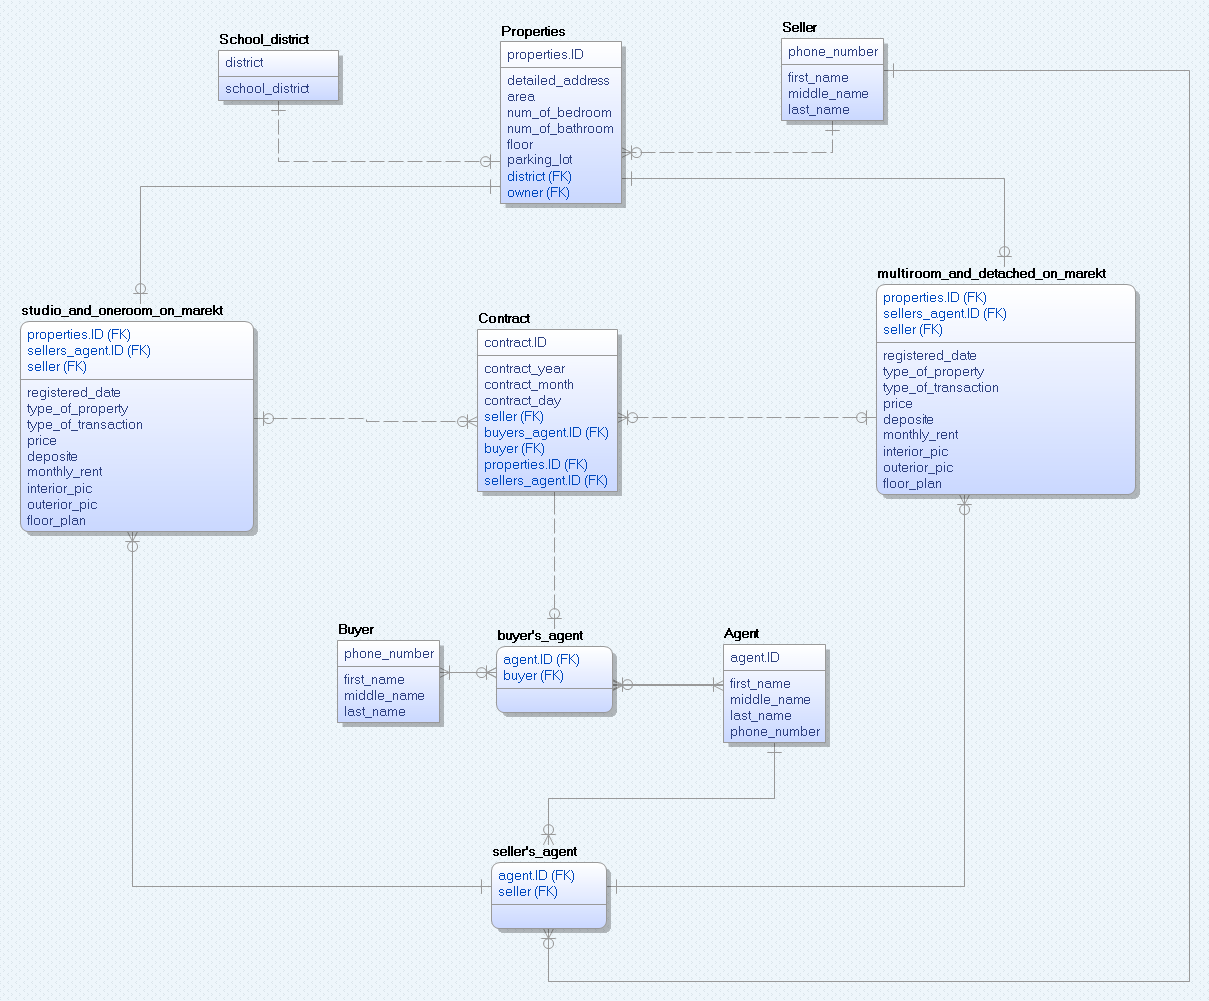 School_district
district
school_district
Properties
properties.ID
detailed_address
area
num_of_bedroom
num_of_bathroom
floor
parking_lot
district (FK)
owner (FK)
Seller
phone_number
first_name
middle_name
last_name
studio_and_oneroom_on_marekt
properties.ID (FK)
sellers_agent.ID (FK)
seller (FK)
registered_date
type_of_property
type_of_transaction
price
deposite
monthly_rent
interior_pic
outerior_pic
floor_plan
Contract
contract.ID
contract_year
contract_month
contract_day
seller (FK)
buyers_agent.ID (FK)
buyer (FK)
properties.ID (FK)
sellers_agent.ID (FK)
multiroom_and_detached_on_marekt
properties.ID (FK)
sellers_agent.ID (FK)
seller (FK)
registered_date
type_of_property
type_of_transaction
price
deposite
monthly_rent
interior_pic
outerior_pic
floor_plan
Buyer
phone_number
first_name
middle_name
last_name
buyer's_agent
agent.ID (FK)
buyer (FK)
Agent
agent.ID
first_name
middle_name
last_name
phone_number
seller's_agent
agent.ID (FK)
seller (FK)